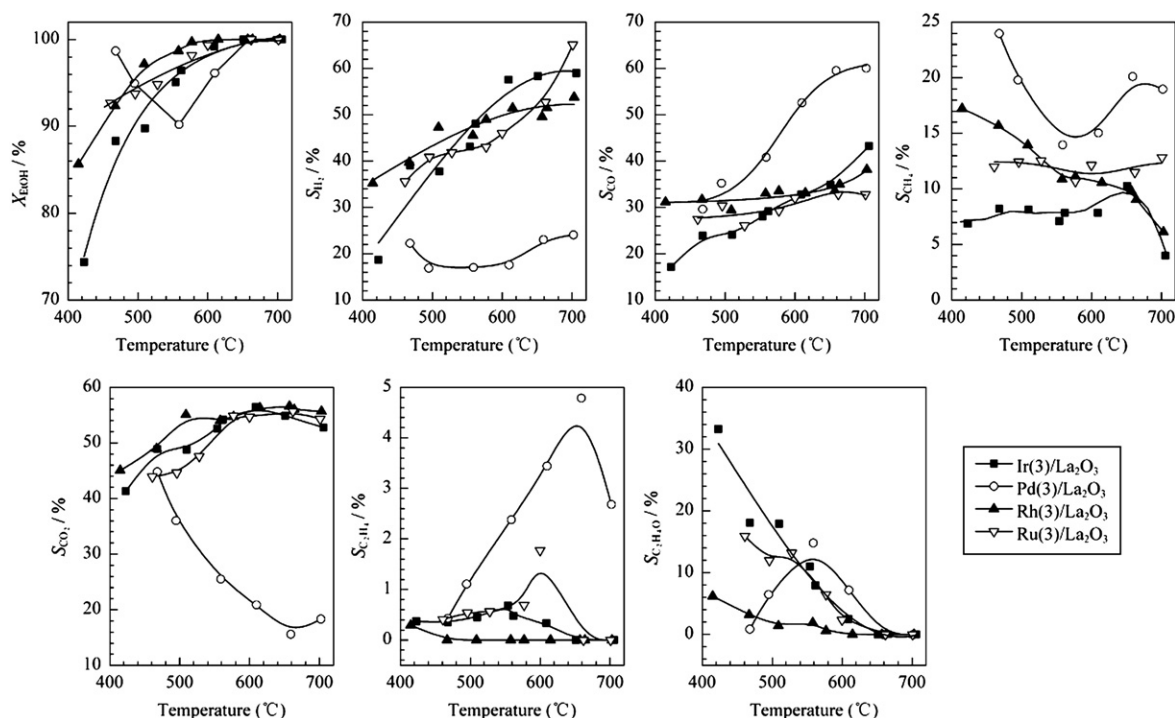 X_EtOH / %
100
90
80
70
400 500 600 700
Temperature (℃)
S_H₂ / %
70
60
50
40
30
20
10
400 500 600 700
Temperature (℃)
S_CO / %
70
60
50
40
30
20
10
400 500 600 700
Temperature (℃)
S_CH₄ / %
25
20
15
10
5
0
400 500 600 700
Temperature (℃)
S_CO₂ / %
60
50
40
30
20
10
400 500 600 700
Temperature (℃)
S_C₂H₄ / %
5
4
3
2
1
0
400 500 600 700
Temperature (℃)
S_C₂H₄O / %
40
30
20
10
0
400 500 600 700
Temperature (℃)
Ir(3)/La₂O₃
Pd(3)/La₂O₃
Rh(3)/La₂O₃
Ru(3)/La₂O₃